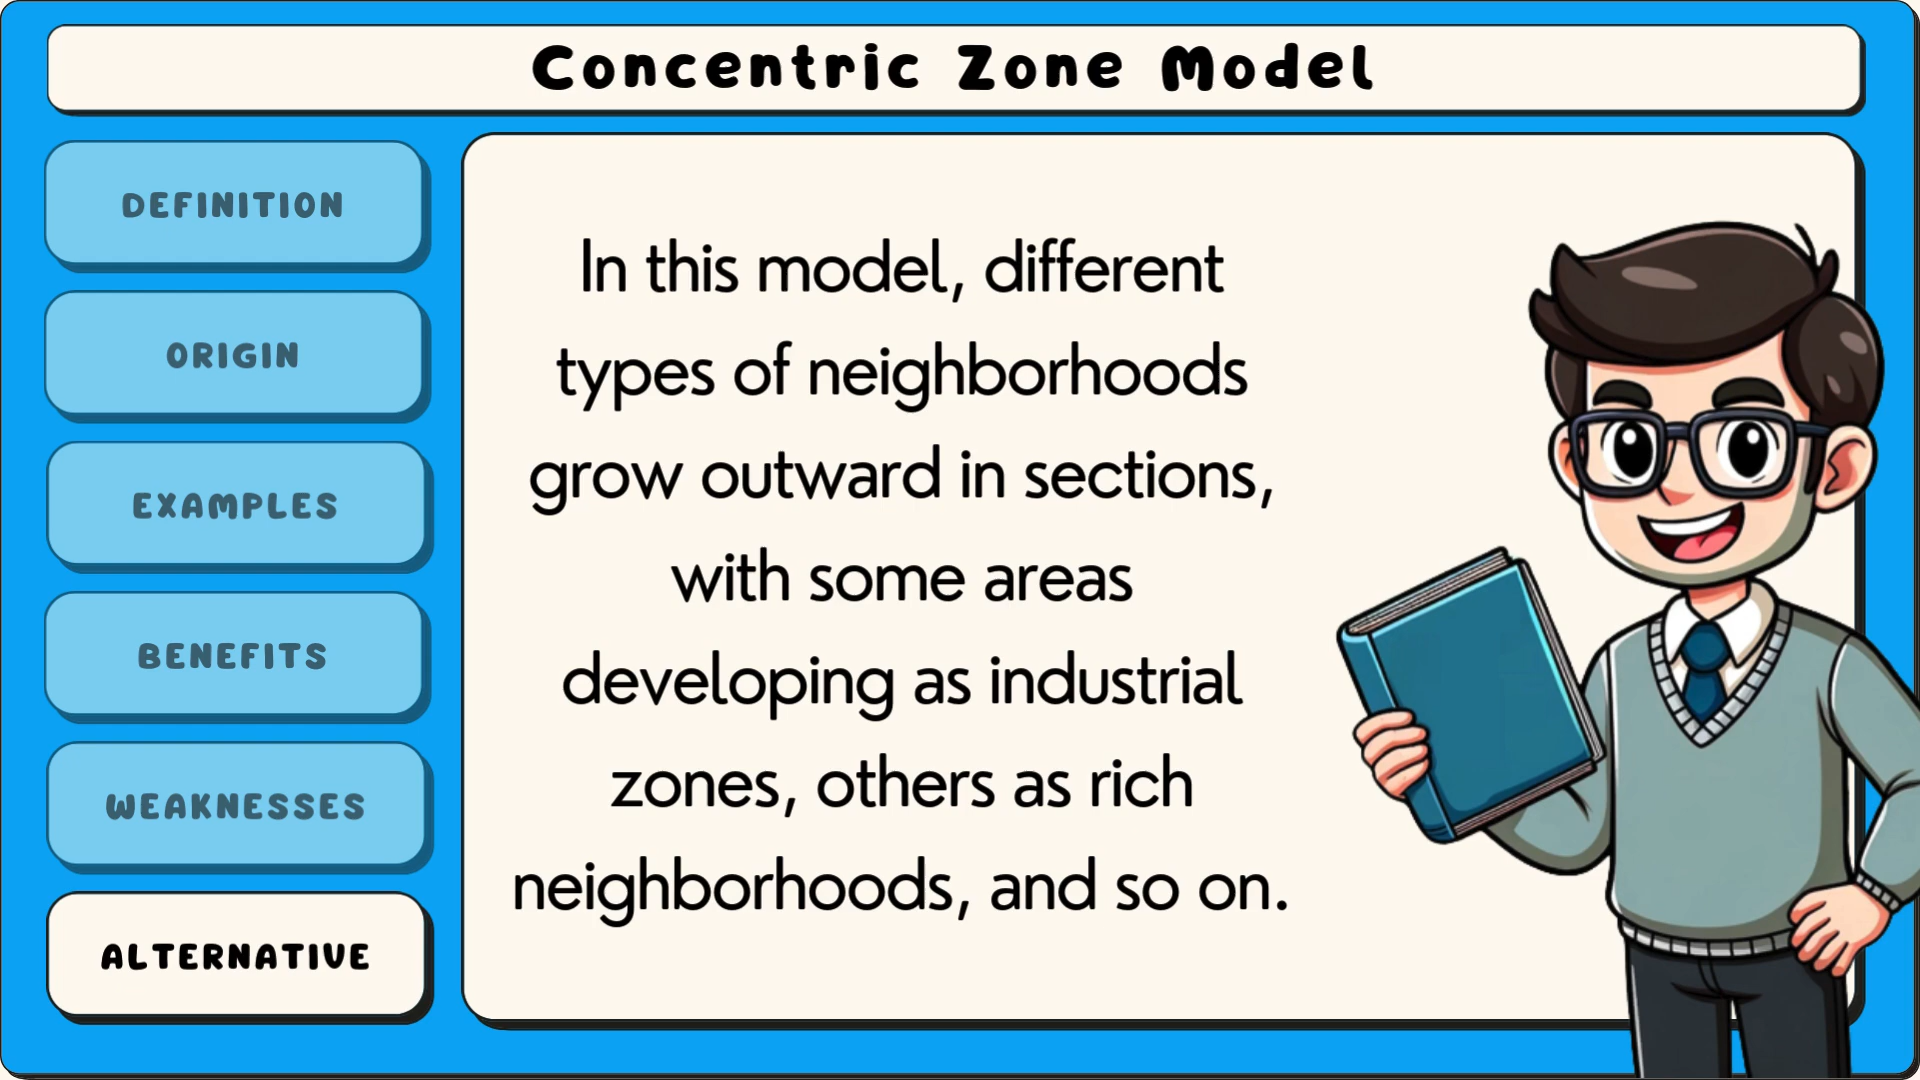 Concentric Zone Model
DEFINITION
ORIGIN
EXAMPLES
BENEFITS
WEAKNESSES
ALTERNATIVE
In this model, different
types of neighborhoods
grow outward in sections,
with some areas
developing as industrial
zones, others as rich
neighborhoods, and so on.